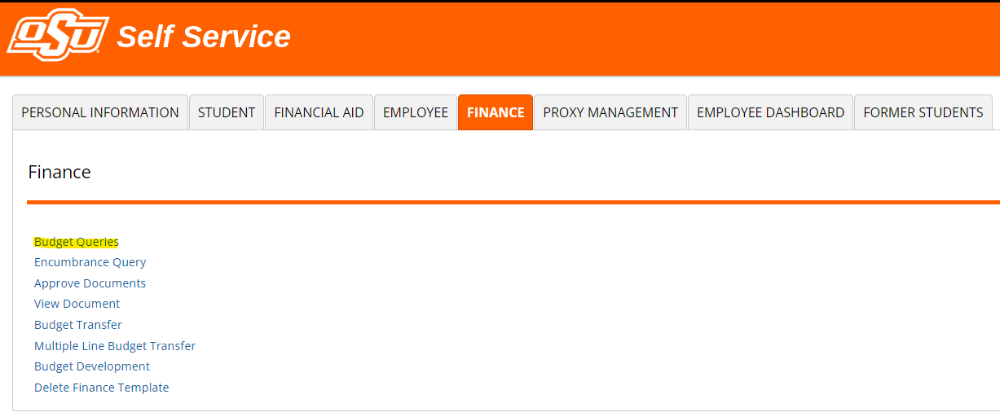 OSU Self Service
PERSONAL INFORMATION STUDENT FINANCIAL AID EMPLOYEE FINANCE PROXY MANAGEMENT EMPLOYEE DASHBOARD FORMER STUDENTS
Finance
Budget Queries
Encumbrance Query
Approve Documents
View Document
Budget Transfer
Multiple Line Budget Transfer
Budget Development
Delete Finance Template